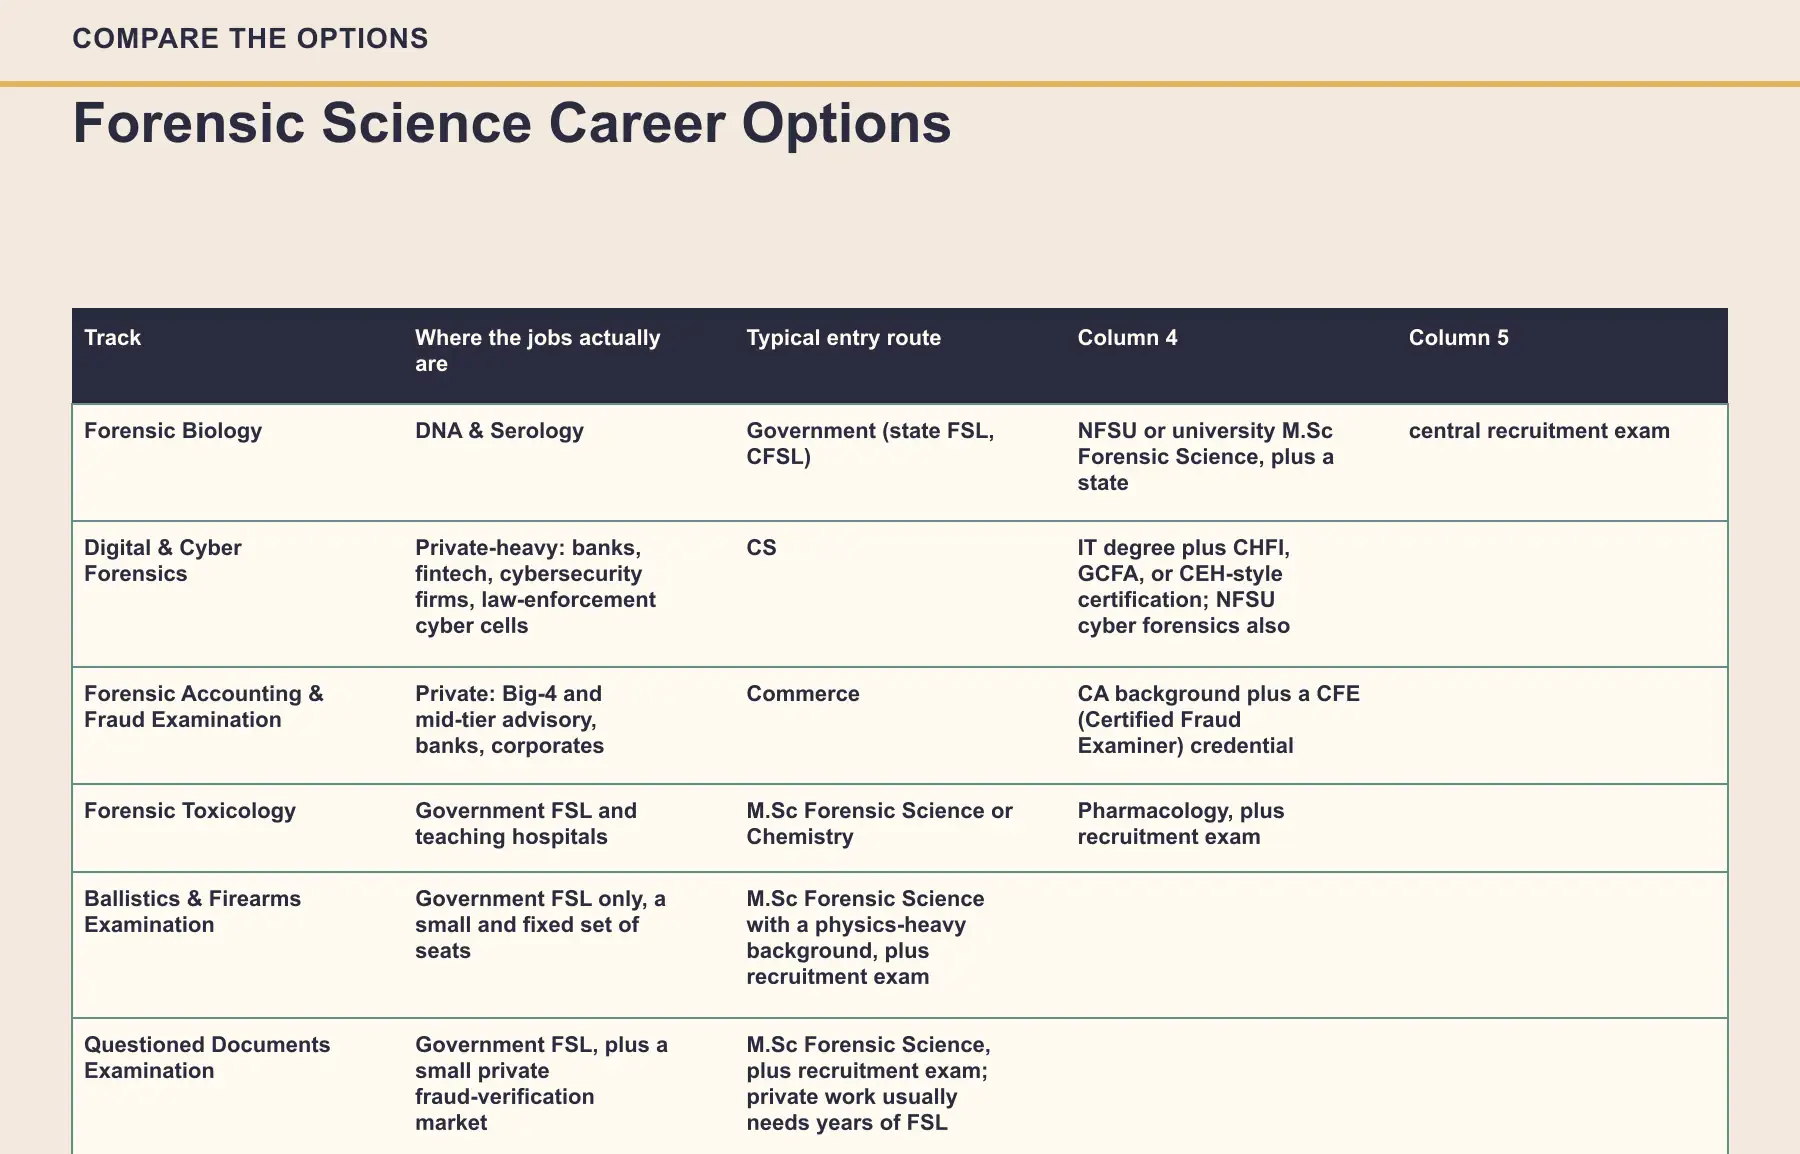 COMPARE THE OPTIONS
Forensic Science Career Options
Track
Where the jobs actually
are
Typical entry route
Column 4
Column 5
Forensic Biology
DNA & Serology
Government (state FSL,
CFSL)
NFSU or university M.Sc
Forensic Science, plus a
state
central recruitment exam
Digital & Cyber
Forensics
Private-heavy: banks,
fintech, cybersecurity
firms, law-enforcement
cyber cells
CS
IT degree plus CHFI,
GCFA, or CEH-style
certification; NFSU
cyber forensics also
Forensic Accounting &
Fraud Examination
Private: Big-4 and
mid-tier advisory,
banks, corporates
Commerce
CA background plus a CFE
(Certified Fraud
Examiner) credential
Forensic Toxicology
Government FSL and
teaching hospitals
M.Sc Forensic Science or
Chemistry
Pharmacology, plus
recruitment exam
Ballistics & Firearms
Examination
Government FSL only, a
small and fixed set of
seats
M.Sc Forensic Science
with a physics-heavy
background, plus
recruitment exam
Questioned Documents
Examination
Government FSL, plus a
small private
fraud-verification
market
M.Sc Forensic Science,
plus recruitment exam;
private work usually
needs years of FSL